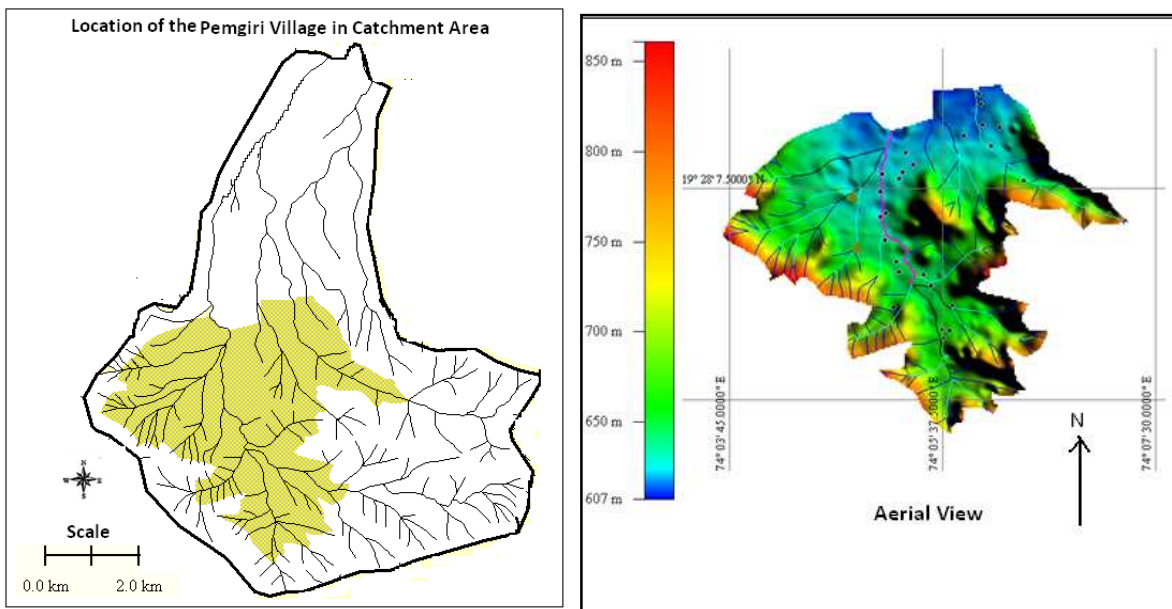 Location of the Pemgiri Village in Catchment Area
N
W E
S
Scale
0.0 km 2.0 km
850 m
800 m
750 m
700 m
650 m
607 m
19° 28' 7.5000" N
74° 03' 45.0000" E
74° 05' 37.5000" E
74° 07' 30.0000" E
N
Aerial View